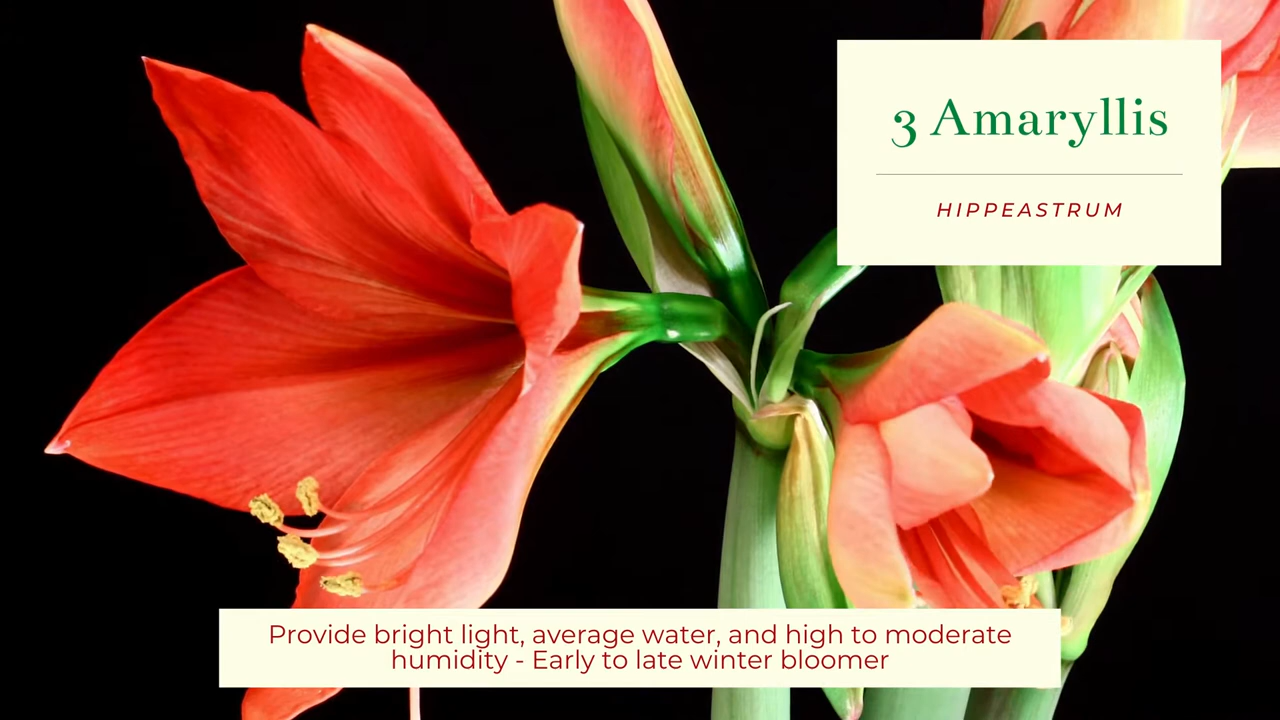 3 Amaryllis
HIPPEASTRUM
Provide bright light, average water, and high to moderate
humidity - Early to late winter bloomer